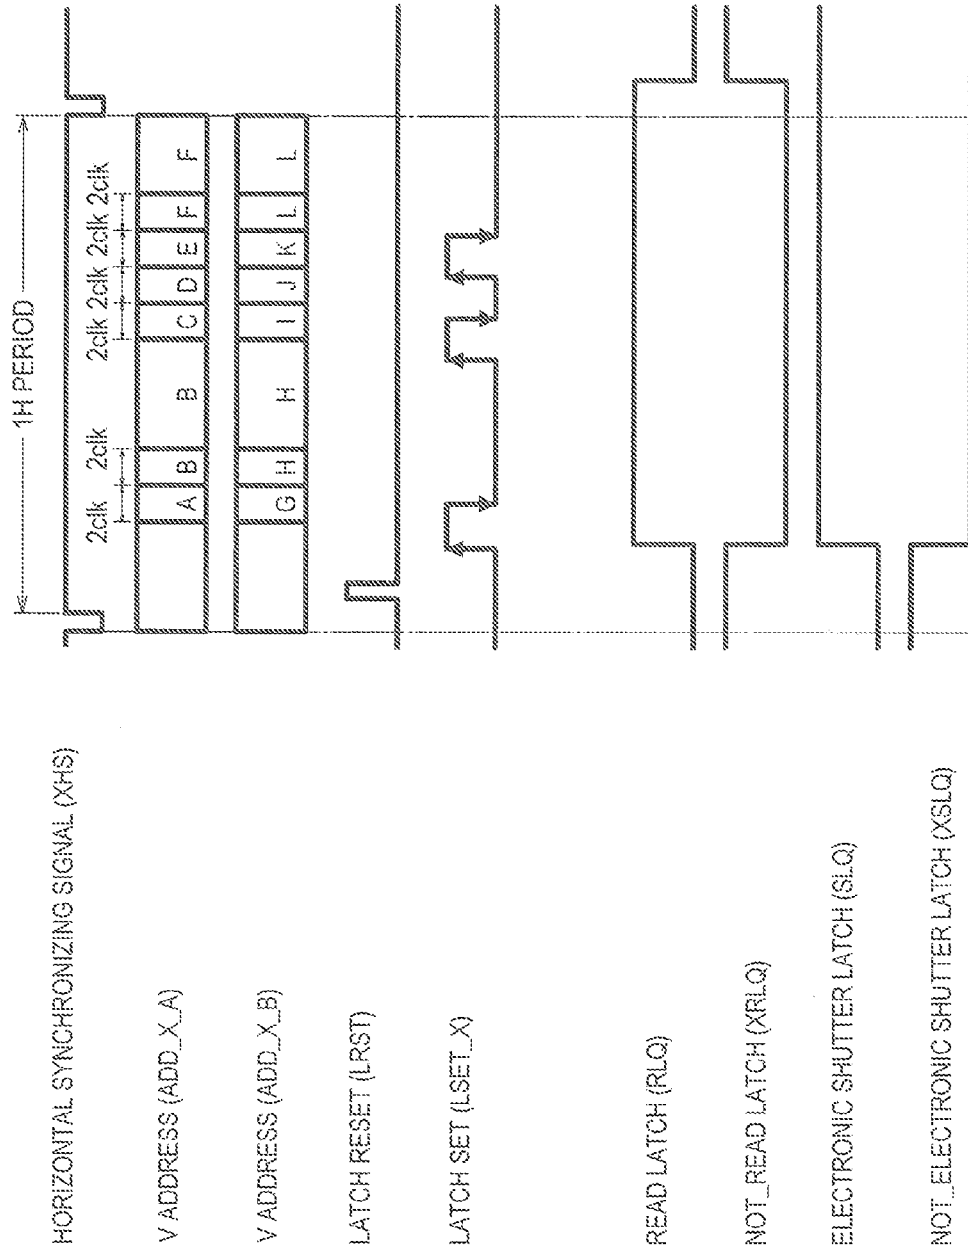 1H PERIOD
HORIZONTAL SYNCHRONIZING SIGNAL (XHS)
2clk 2clk 2clk 2clk 2clk 2clk
V ADDRESS (ADD_X_A)
A B B C D E F F
V ADDRESS (ADD_X_B)
G H H I J K L L
LATCH RESET (LRST)
LATCH SET (LSET_X)
READ LATCH (RLQ)
NOT_READ LATCH (XRLQ)
ELECTRONIC SHUTTER LATCH (SLQ)
NOT_ELECTRONIC SHUTTER LATCH (XSLQ)